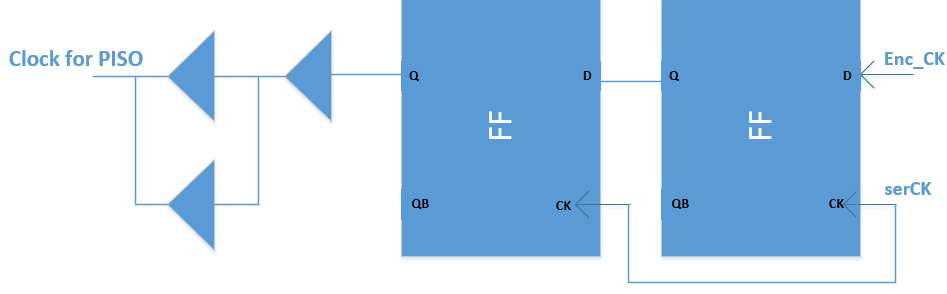 Clock for PISO
Q
D
Q
D
Enc_CK
FF
FF
QB
CK
QB
CK
serCK